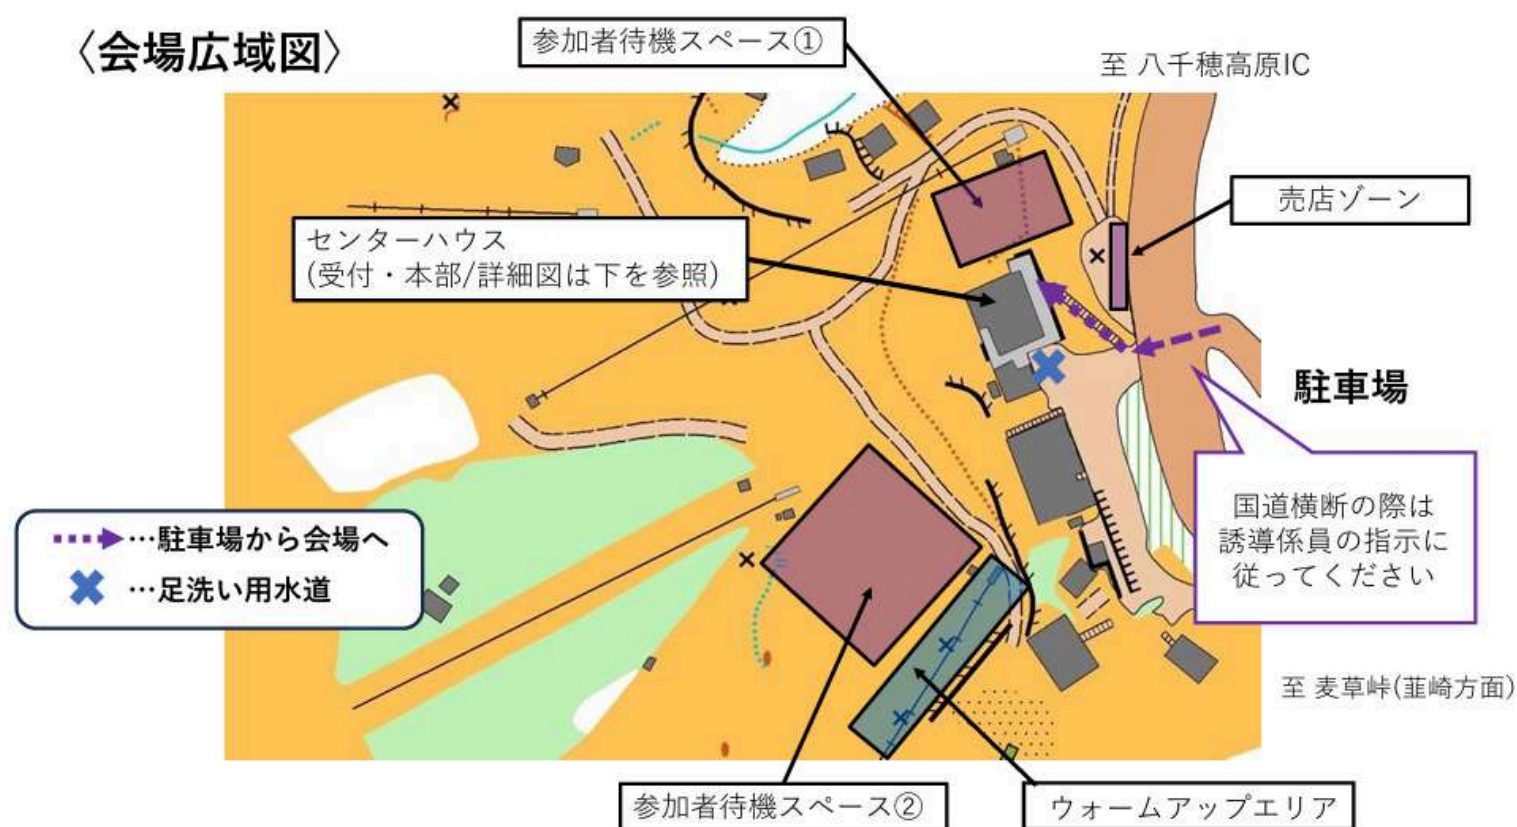 〈会場広域図〉
参加者待機スペース①
至 八千穂高原IC
売店ゾーン
センターハウス
(受付・本部/詳細図は下を参照)
駐車場
国道横断の際は
誘導係員の指示に
従ってください
…駐車場から会場へ
…足洗い用水道
至 麦草峠(韮崎方面)
参加者待機スペース②
ウォームアップエリア